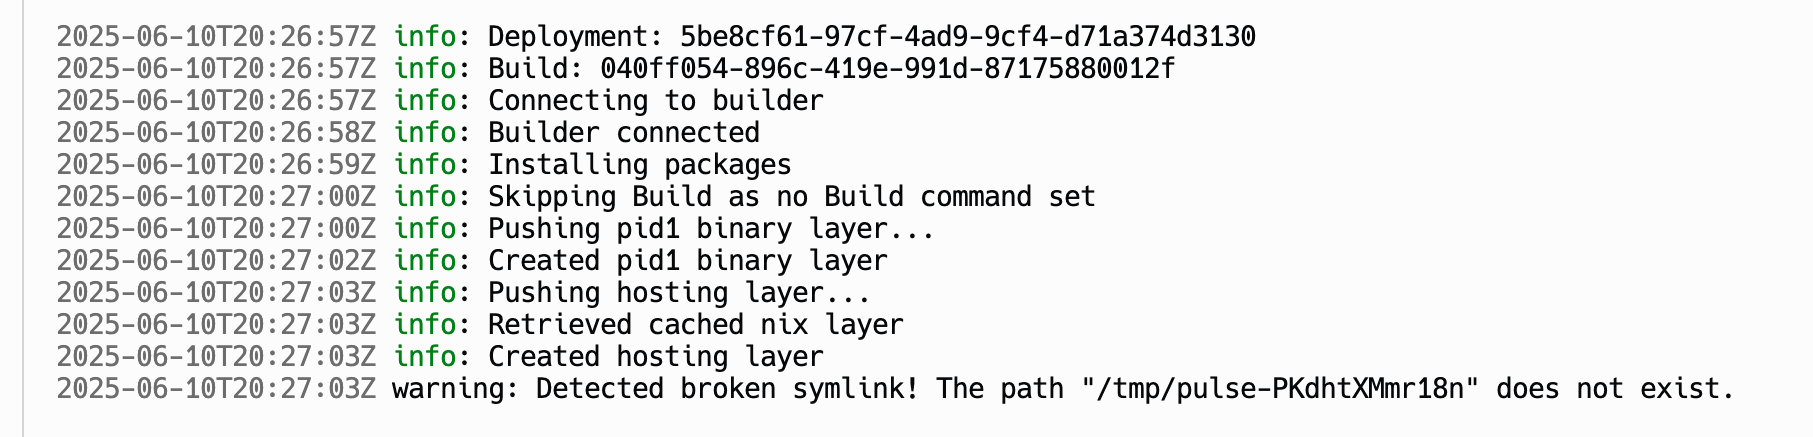 2025-06-10T20:26:57Z info: Deployment: 5be8cf61-97cf-4ad9-9cf4-d71a374d3130
2025-06-10T20:26:57Z info: Build: 040ff054-896c-419e-991d-87175880012f
2025-06-10T20:26:57Z info: Connecting to builder
2025-06-10T20:26:58Z info: Builder connected
2025-06-10T20:26:59Z info: Installing packages
2025-06-10T20:27:00Z info: Skipping Build as no Build command set
2025-06-10T20:27:00Z info: Pushing pid1 binary layer...
2025-06-10T20:27:02Z info: Created pid1 binary layer
2025-06-10T20:27:03Z info: Pushing hosting layer...
2025-06-10T20:27:03Z info: Retrieved cached nix layer
2025-06-10T20:27:03Z info: Created hosting layer
2025-06-10T20:27:03Z warning: Detected broken symlink! The path "/tmp/pulse-PKdhtXMmr18n" does not exist.